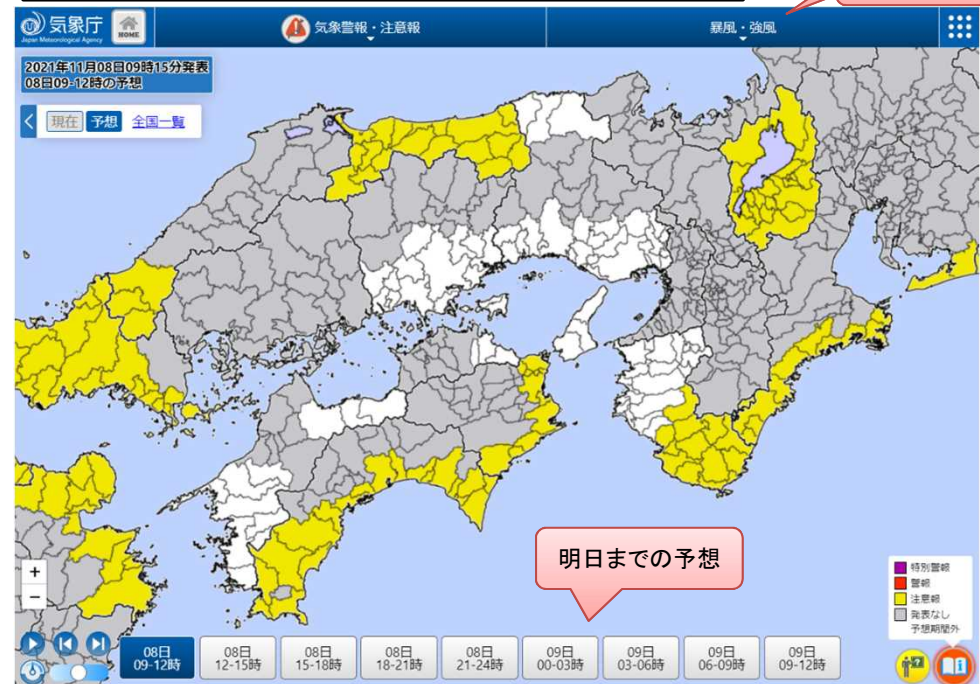 気象庁
Japan Meteorological Agency
HOME
気象警報・注意報
暴風・強風
2021年11月08日09時15分発表
08日09-12時の予想
現在 予想 全国一覧
明日までの予想
+
−
特別警報
警報
注意報
発表なし
予想期間外
08日
09-12時
08日
12-15時
08日
15-18時
08日
18-21時
08日
21-24時
09日
00-03時
09日
03-06時
09日
06-09時
09日
09-12時